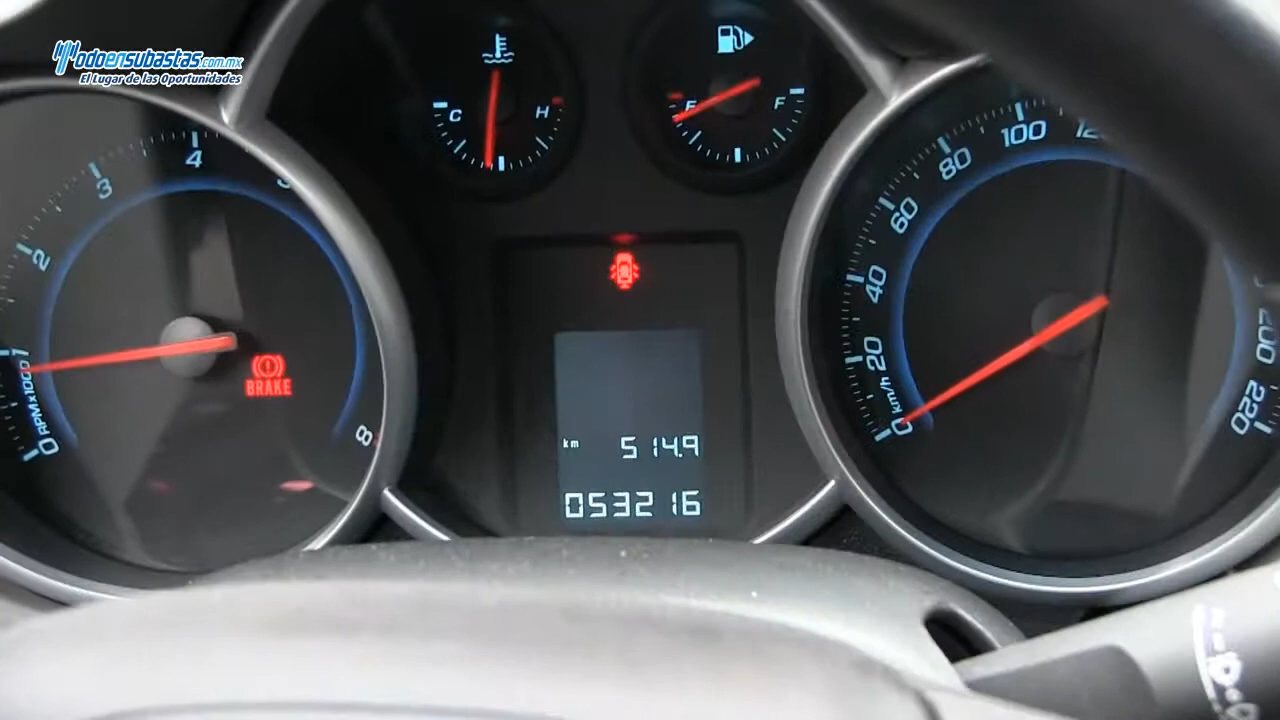 Todoensubastas.com.mx
El Lugar de las Oportunidades
C
H
E
F
0
1
2
3
4
5
8
RPMx1000
BRAKE
km 514.9
053216
0
20
40
60
80
100
200
220
km/h